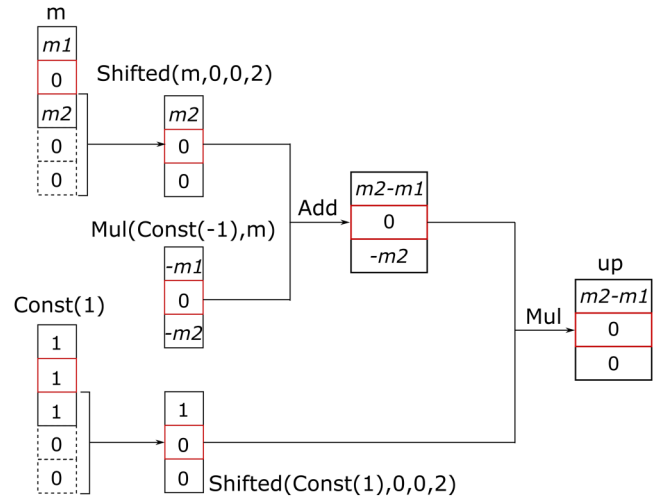 m
m1
0
m2
0
0
Shifted(m,0,0,2)
m2
0
0
Mul(Const(-1),m)
-m1
0
-m2
Add
m2-m1
0
-m2
Const(1)
1
1
1
0
0
1
0
0
Shifted(Const(1),0,0,2)
Mul
up
m2-m1
0
0